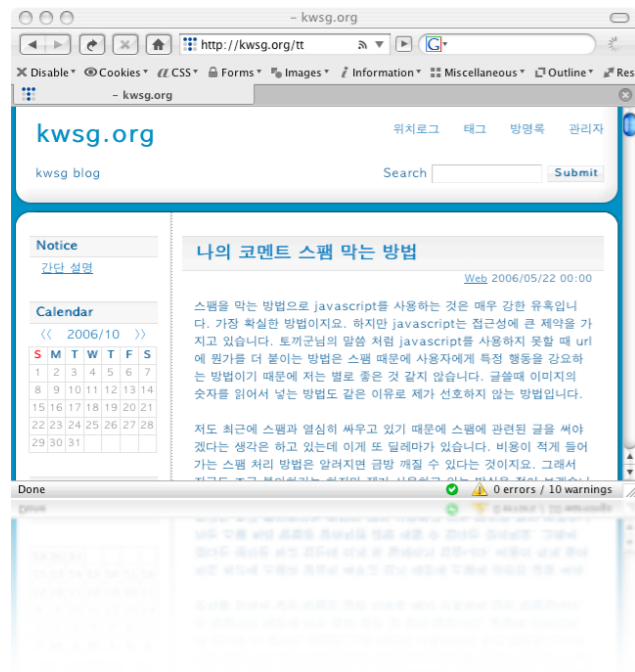 – kwsg.org
http://kwsg.org/tt
G
Disable Cookies CSS Forms Images Information Miscellaneous Outline Res
– kwsg.org
kwsg.org
위치로그 태그 방명록 관리자
kwsg blog
Search Submit
Notice
간단 설명
Calendar
《 2006/10 》
S M T W T F S
1 2 3 4 5 6 7
8 9 10 11 12 13 14
15 16 17 18 19 20 21
22 23 24 25 26 27 28
29 30 31
나의 코멘트 스팸 막는 방법
Web 2006/05/22 00:00
스팸을 막는 방법으로 javascript를 사용하는 것은 매우 강한 유혹입니
다. 가장 확실한 방법이지요. 하지만 javascript는 접근성에 큰 제약을 가
지고 있습니다. 토끼군님의 말씀 처럼 javascript를 사용하지 못할 때 url
에 뭔가를 더 붙이는 방법은 스팸 때문에 사용자에게 특정 행동을 강요하
는 방법이기 때문에 저는 별로 좋은 것 같지 않습니다. 글쓸때 이미지의
숫자를 읽어서 넣는 방법도 같은 이유로 제가 선호하지 않는 방법입니다.
저도 최근에 스팸과 열심히 싸우고 있기 때문에 스팸에 관련된 글을 써야
겠다는 생각은 하고 있는데 이게 또 딜레마가 있습니다. 비용이 적게 들어
가는 스팸 처리 방법은 알려지면 금방 깨질 수 있다는 것이지요. 그래서
Done
0 errors / 10 warnings